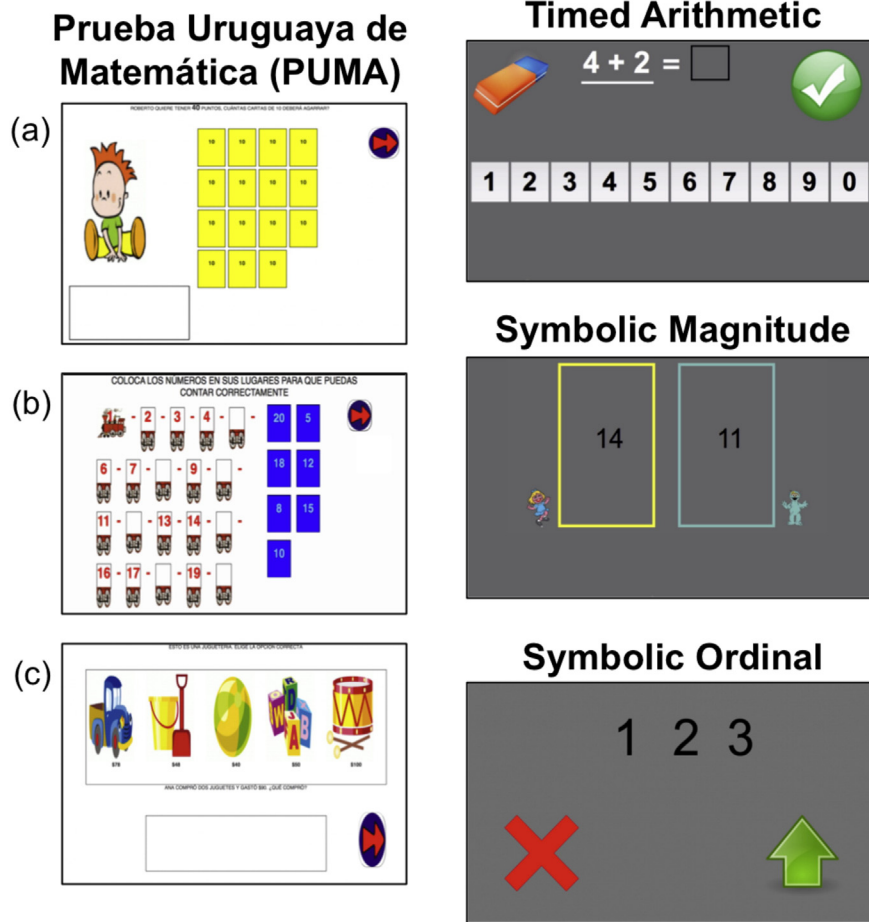 Prueba Uruguaya de
Matemática (PUMA)
(a)
ROBERTO QUIERE TENER 40 PUNTOS, CUÁNTAS CARTAS DE 10 DEBERÁ AGARRAR?
10 10 10 10
10 10 10 10
10 10 10 10
10 10 10
(b)
COLOCA LOS NÚMEROS EN SUS LUGARES PARA QUE PUEDAS
CONTAR CORRECTAMENTE
1 - 2 - 3 - 4 - -
6 - 7 - - 9 - -
11 - - 13 - 14 - -
16 - 17 - - 19 -
20 5
18 12
8 15
10
(c)
ESTO ES UNA JUGUETERÍA. ELIGE LA OPCIÓN CORRECTA
W D A B
$40 $50 $100
ANA COMPRÓ DOS JUGUETES Y GASTÓ $90. ¿QUÉ COMPRÓ?
Timed Arithmetic
4 + 2 =
1 2 3 4 5 6 7 8 9 0
Symbolic Magnitude
14 11
Symbolic Ordinal
1 2 3